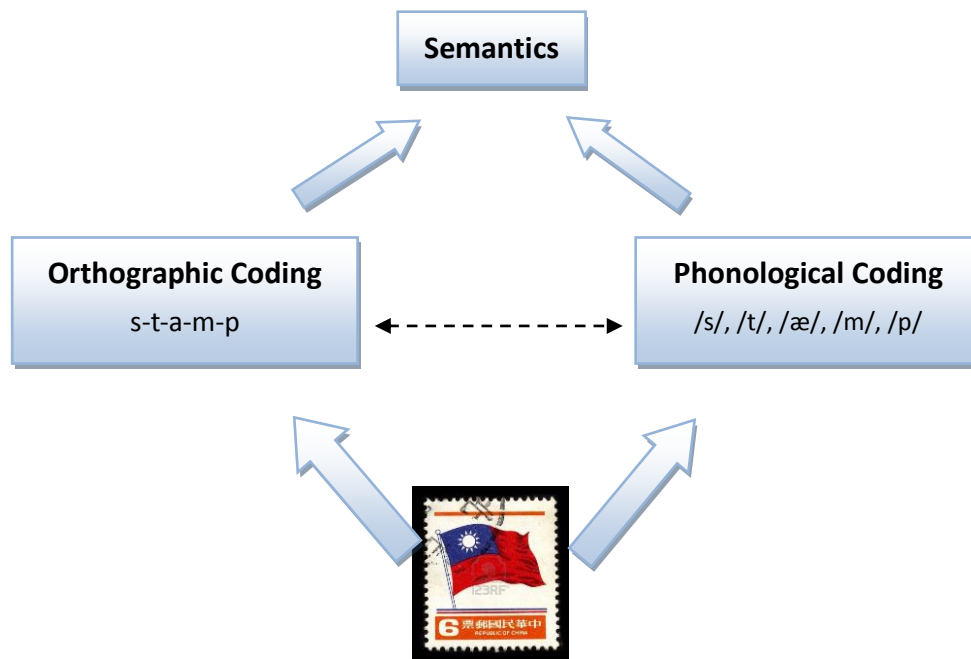 Semantics
Orthographic Coding
s-t-a-m-p
Phonological Coding
/s/, /t/, /æ/, /m/, /p/
123RF
6 票郵國民華中
REPUBLIC OF CHINA